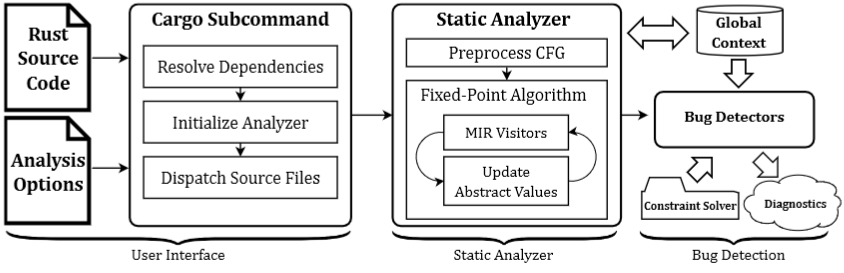 Rust
Source
Code
Analysis
Options
Cargo Subcommand
Resolve Dependencies
Initialize Analyzer
Dispatch Source Files
User Interface
Static Analyzer
Preprocess CFG
Fixed-Point Algorithm
MIR Visitors
Update
Abstract Values
Static Analyzer
Global
Context
Bug Detectors
Constraint Solver
Diagnostics
Bug Detection